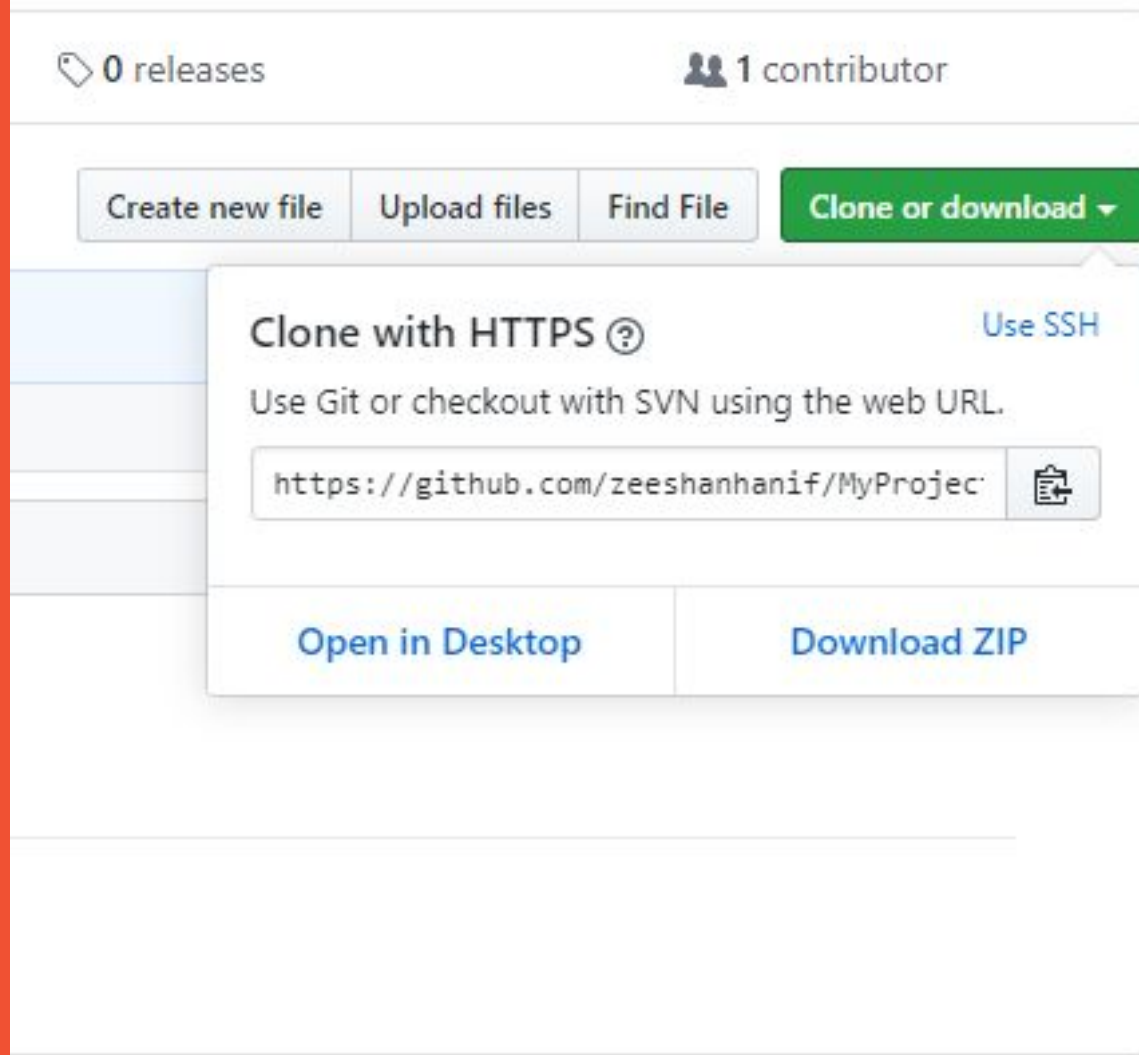 0 releases 1 contributor
Create new file Upload files Find File Clone or download
Clone with HTTPS Use SSH
Use Git or checkout with SVN using the web URL.
https://github.com/zeeshanhanif/MyProjec
Open in Desktop Download ZIP